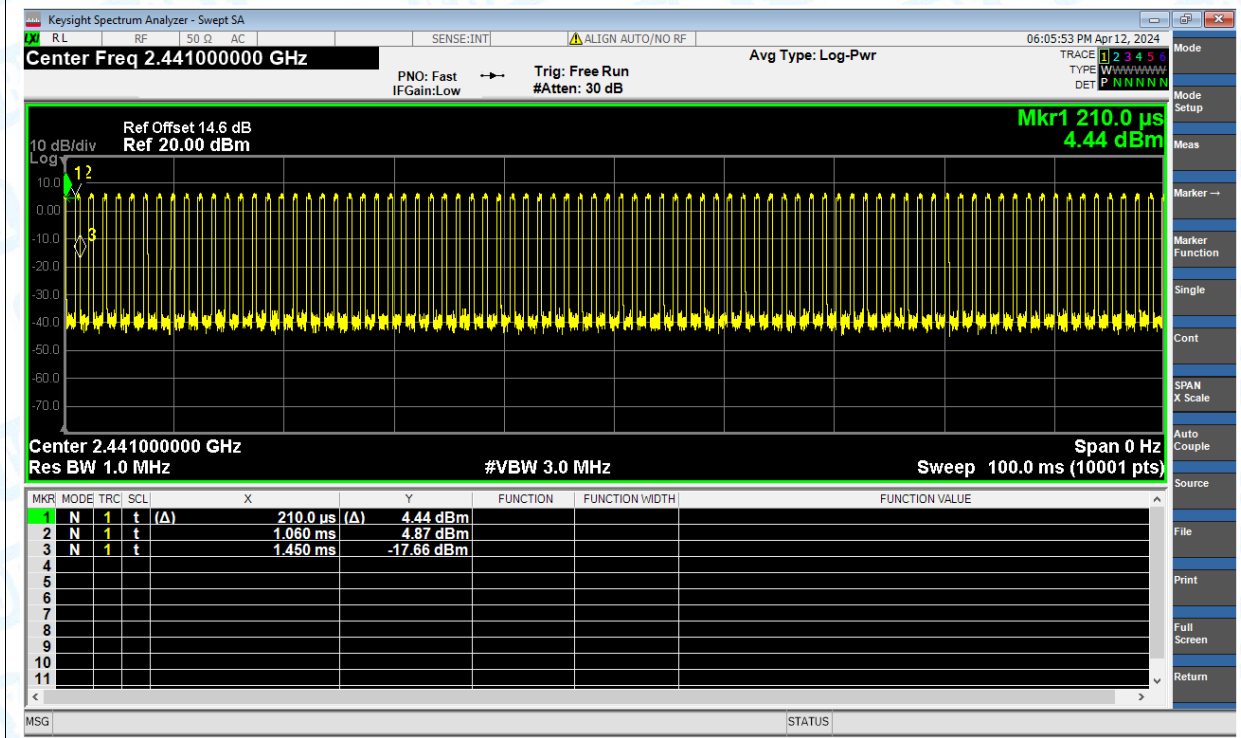 Keysight Spectrum Analyzer - Swept SA
LXI RL RF 50 Ω AC SENSE:INT ALIGN AUTO/NO RF 06:05:53 PM Apr 12, 2024
Center Freq 2.441000000 GHz Avg Type: Log-Pwr TRACE 1 2 3 4 5 6
PNO: Fast Trig: Free Run TYPE WWWWWW
IFGain:Low #Atten: 30 dB DET P N N N N N
Mode
Mode Setup
Meas
Marker →
Marker Function
Single
Cont
SPAN X Scale
Auto Couple
Source
File
Print
Full Screen
Return
Ref Offset 14.6 dB Mkr1 210.0 µs
10 dB/div Ref 20.00 dBm 4.44 dBm
Log
1 2
10.0
0.00
3
-10.0
-20.0
-30.0
-40.0
-50.0
-60.0
-70.0
Center 2.441000000 GHz Span 0 Hz
Res BW 1.0 MHz #VBW 3.0 MHz Sweep 100.0 ms (10001 pts)
MKR MODE TRC SCL X Y FUNCTION FUNCTION WIDTH FUNCTION VALUE
1 N 1 t (Δ) 210.0 µs (Δ) 4.44 dBm
2 N 1 t 1.060 ms 4.87 dBm
3 N 1 t 1.450 ms -17.66 dBm
4
5
6
7
8
9
10
11
MSG STATUS